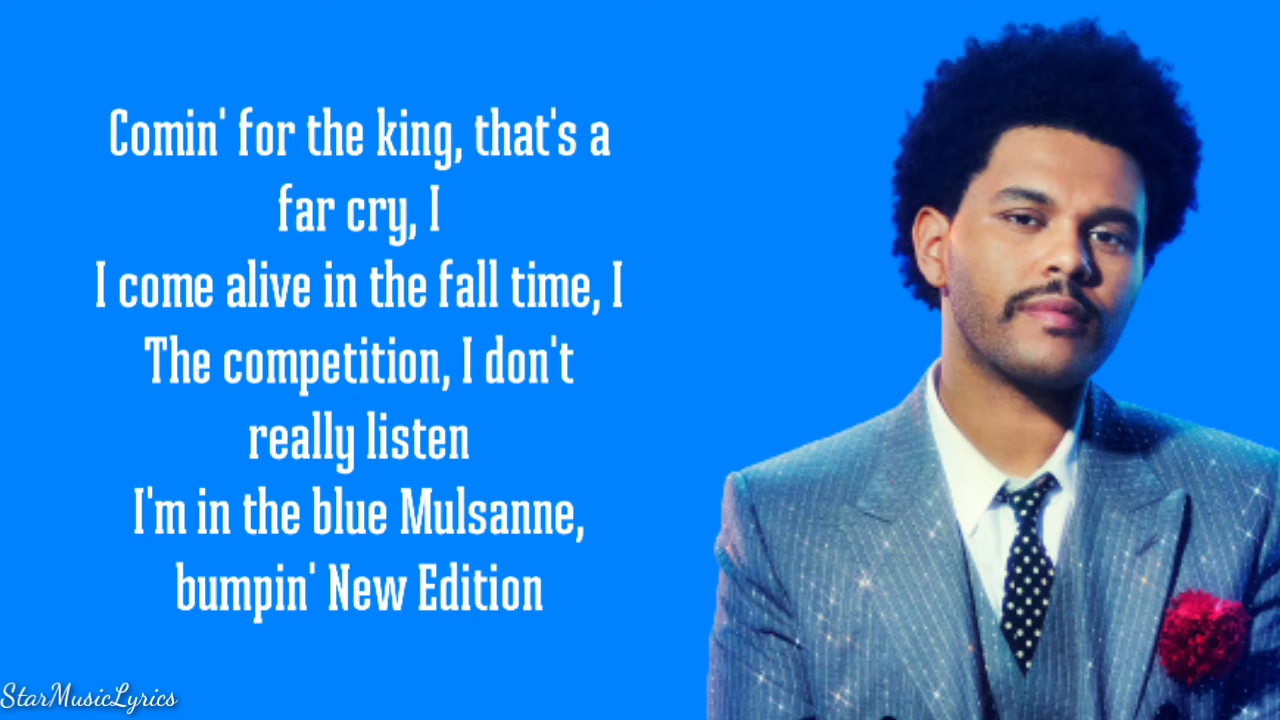 Comin' for the king, that's a
far cry, I
I come alive in the fall time, I
The competition, I don't
really listen
I'm in the blue Mulsanne,
bumpin' New Edition
StarMusicLyrics